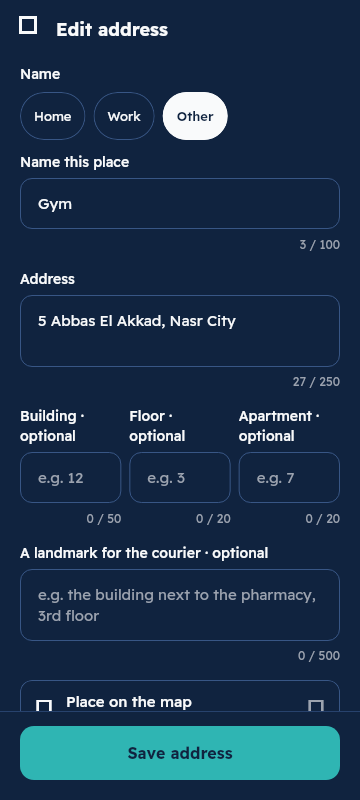 Edit address
Name
Home Work Other
Name this place
Gym
3 / 100
Address
5 Abbas El Akkad, Nasr City
27 / 250
Building · optional
Floor · optional
Apartment · optional
e.g. 12 e.g. 3 e.g. 7
0 / 50 0 / 20 0 / 20
A landmark for the courier · optional
e.g. the building next to the pharmacy,
3rd floor
0 / 500
Place on the map
Save address